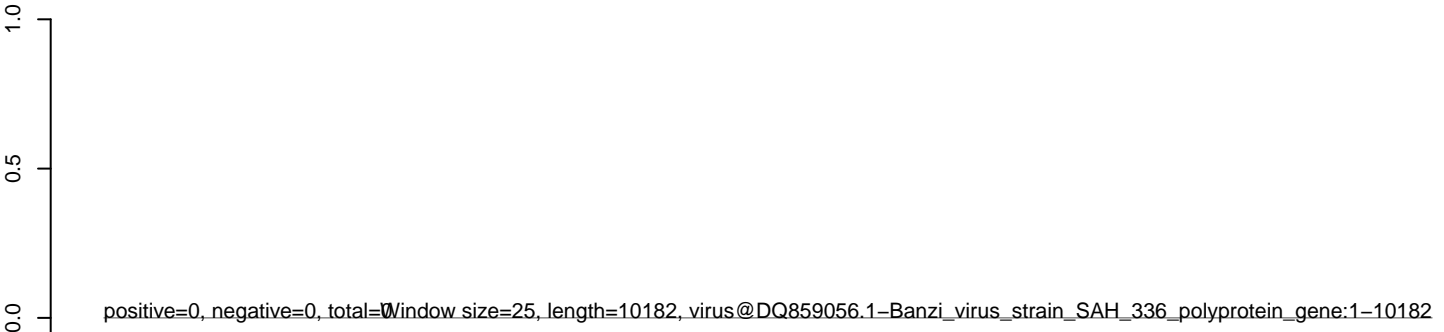 1.0
0.5
0.0
positive=0, negative=0, total=0
Window size=25, length=10182, virus@DQ859056.1−Banzi_virus_strain_SAH_336_polyprotein_gene:1−10182